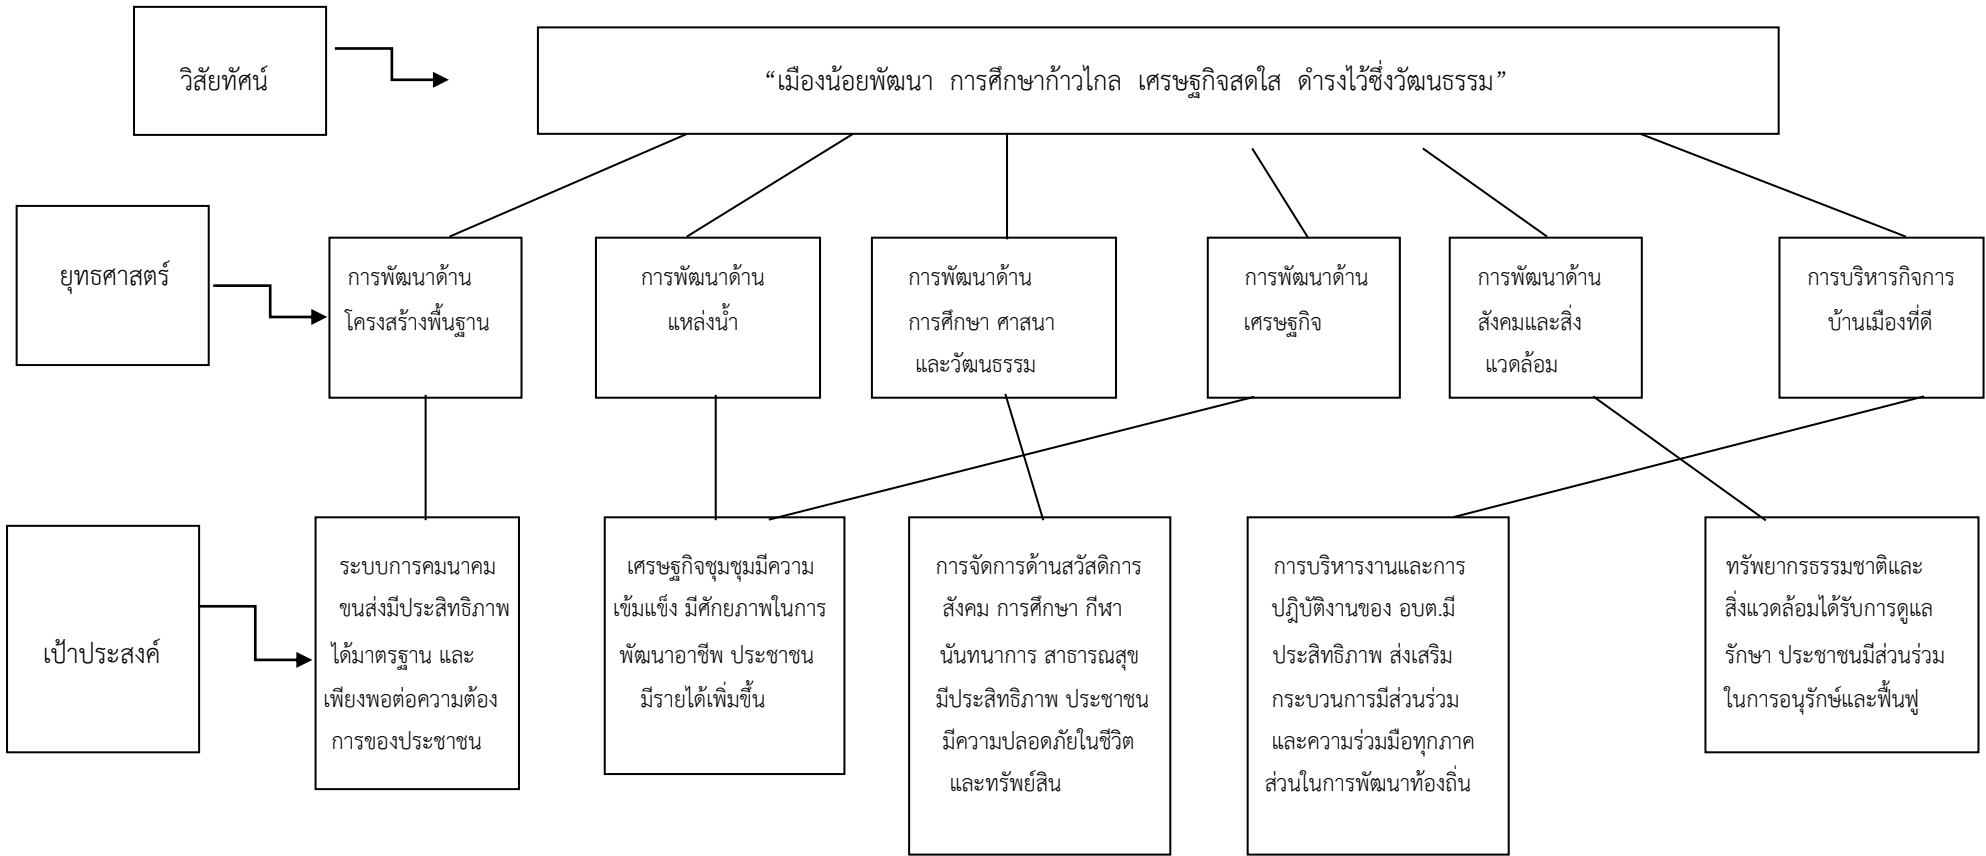 วิสัยทัศน์
“เมืองน้อยพัฒนา การศึกษาก้าวไกล เศรษฐกิจสดใส ดำรงไว้ซึ่งวัฒนธรรม”
ยุทธศาสตร์
การพัฒนาด้าน
โครงสร้างพื้นฐาน
การพัฒนาด้าน
แหล่งน้ำ
การพัฒนาด้าน
การศึกษา ศาสนา
และวัฒนธรรม
การพัฒนาด้าน
เศรษฐกิจ
การพัฒนาด้าน
สังคมและสิ่ง
แวดล้อม
การบริหารกิจการ
บ้านเมืองที่ดี
เป้าประสงค์
ระบบการคมนาคม
ขนส่งมีประสิทธิภาพ
ได้มาตรฐาน และ
เพียงพอต่อความต้อง
การของประชาชน
เศรษฐกิจชุมชุมมีความ
เข้มแข็ง มีศักยภาพในการ
พัฒนาอาชีพ ประชาชน
มีรายได้เพิ่มขึ้น
การจัดการด้านสวัสดิการ
สังคม การศึกษา กีฬา
นันทนาการ สาธารณสุข
มีประสิทธิภาพ ประชาชน
มีความปลอดภัยในชีวิต
และทรัพย์สิน
การบริหารงานและการ
ปฎิบัติงานของ อบต.มี
ประสิทธิภาพ ส่งเสริม
กระบวนการมีส่วนร่วม
และความร่วมมือทุกภาค
ส่วนในการพัฒนาท้องถิ่น
ทรัพยากรธรรมชาติและ
สิ่งแวดล้อมได้รับการดูแล
รักษา ประชาชนมีส่วนร่วม
ในการอนุรักษ์และฟื้นฟู